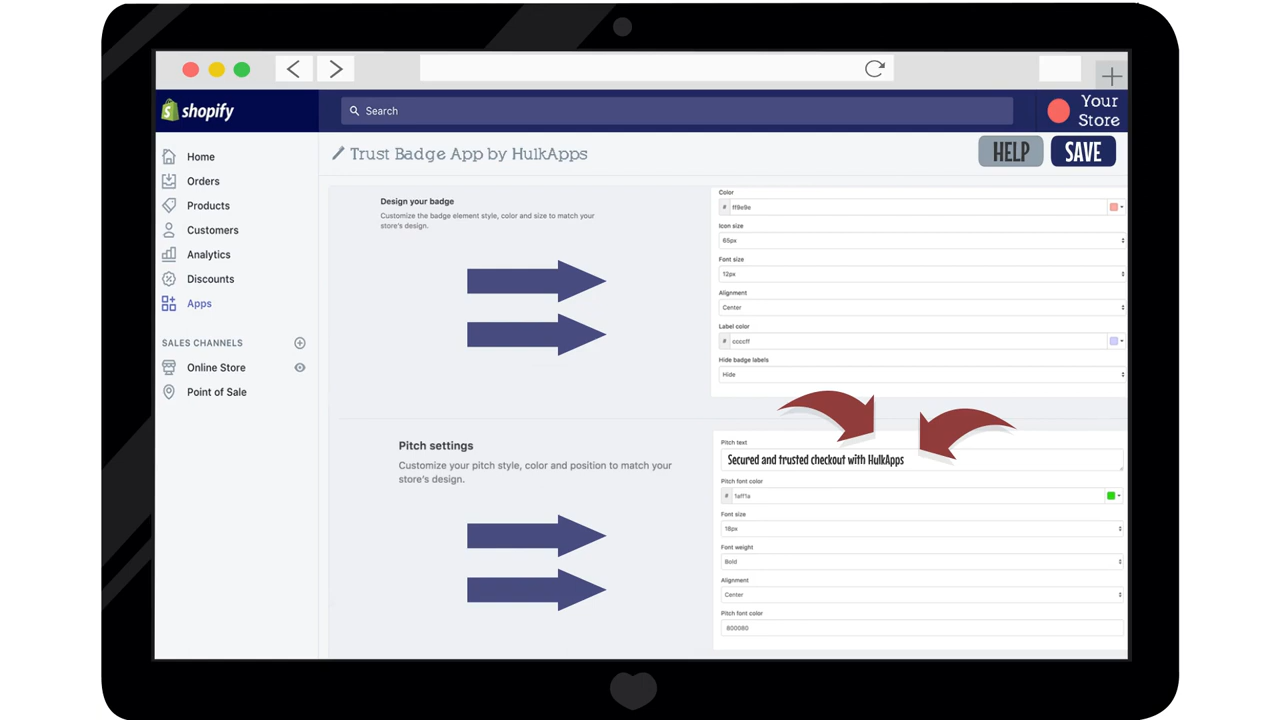 shopify
Search
Your
Store
Trust Badge App by HulkApps
HELP
SAVE
Home
Orders
Products
Customers
Analytics
Discounts
Apps
SALES CHANNELS
Online Store
Point of Sale
Design your badge
Customize the badge element style, color and size to match your
store's design.
Color
# ff9e9e
Icon size
65px
Font size
12px
Alignment
Center
Label color
# ccccff
Hide badge labels
Hide
Pitch settings
Customize your pitch style, color and position to match your
store's design.
Pitch text
Secured and trusted checkout with HulkApps
Pitch font color
# 1aff1a
Font size
18px
Font weight
Bold
Alignment
Center
Pitch font color
800080